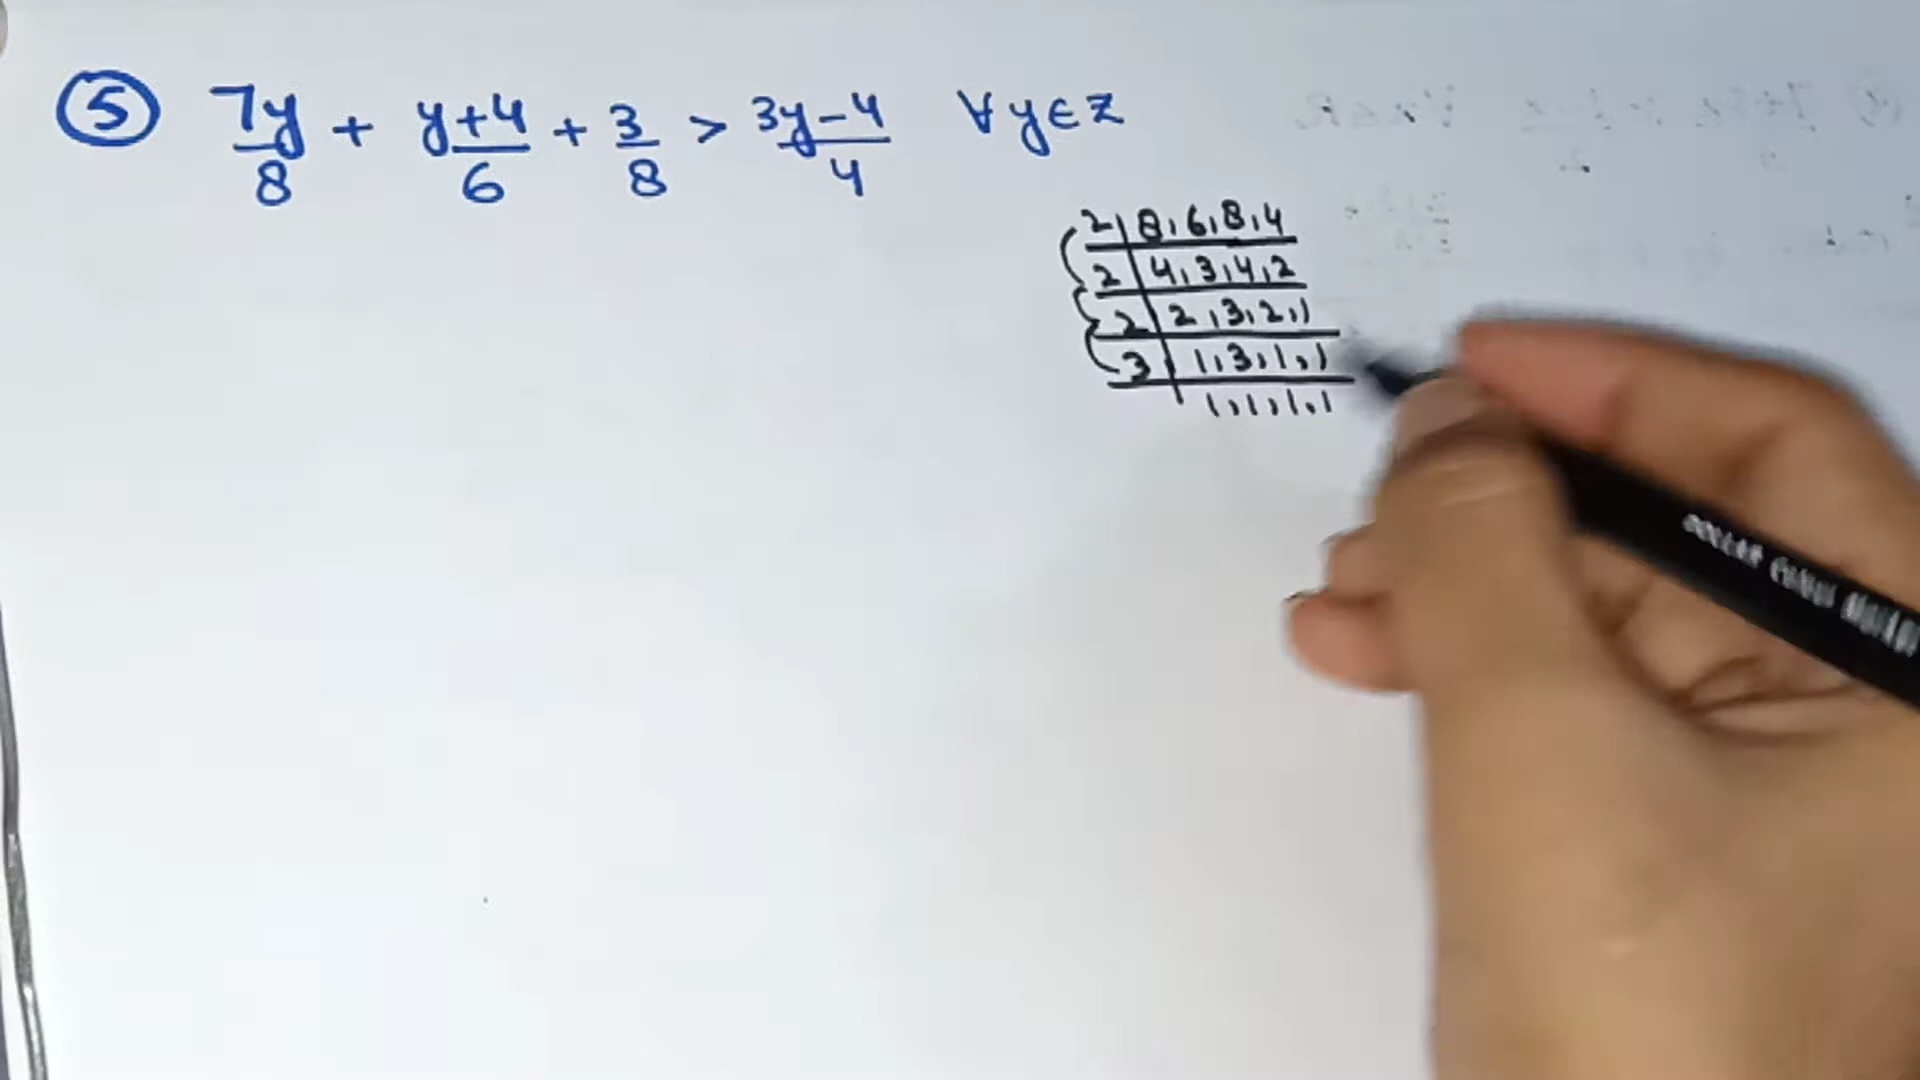 ⑤ 7y/8 + y+4/6 + 3/8 > 3y-4/4 ∀ y∈Z
2 | 8, 6, 8, 4
2 | 4, 3, 4, 2
2 | 2, 3, 2, 1
3 | 1, 3, 1, 1
1, 1, 1, 1
DOLLAR